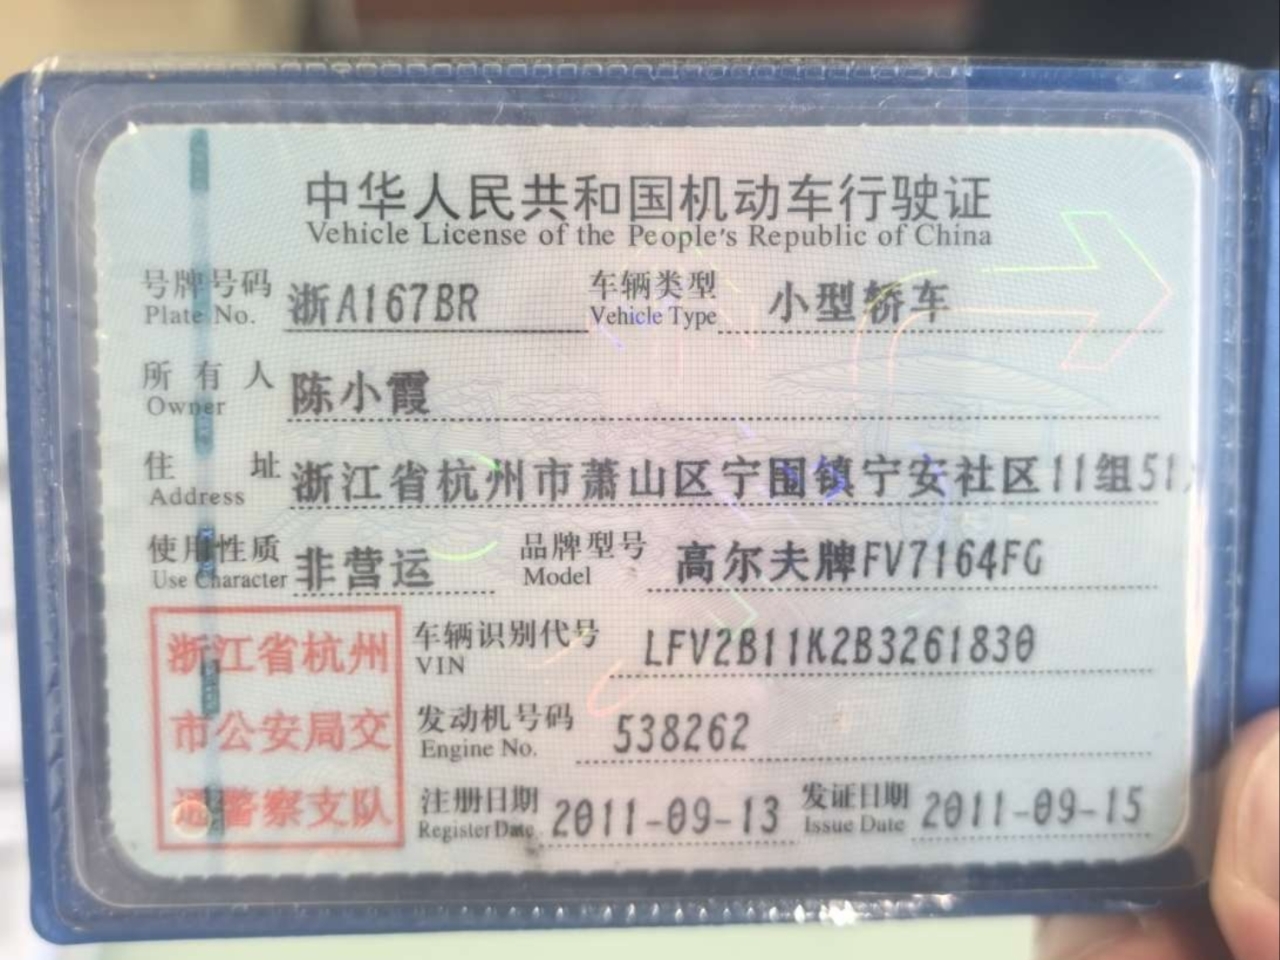 中华人民共和国机动车行驶证
Vehicle License of the People's Republic of China
号牌号码 浙A167BR 车辆类型 小型轿车
Plate No. Vehicle Type
所有人 陈小霞
Owner
住址 浙江省杭州市萧山区宁围镇宁安社区11组51
Address
使用性质 非营运 品牌型号 高尔夫牌FV7164FG
Use Character Model
浙江省杭州
市公安局交
通警察支队
车辆识别代号 LFV2B11K2B3261830
VIN
发动机号码 538262
Engine No.
注册日期 2011-09-13 发证日期 2011-09-15
Register Date Issue Date